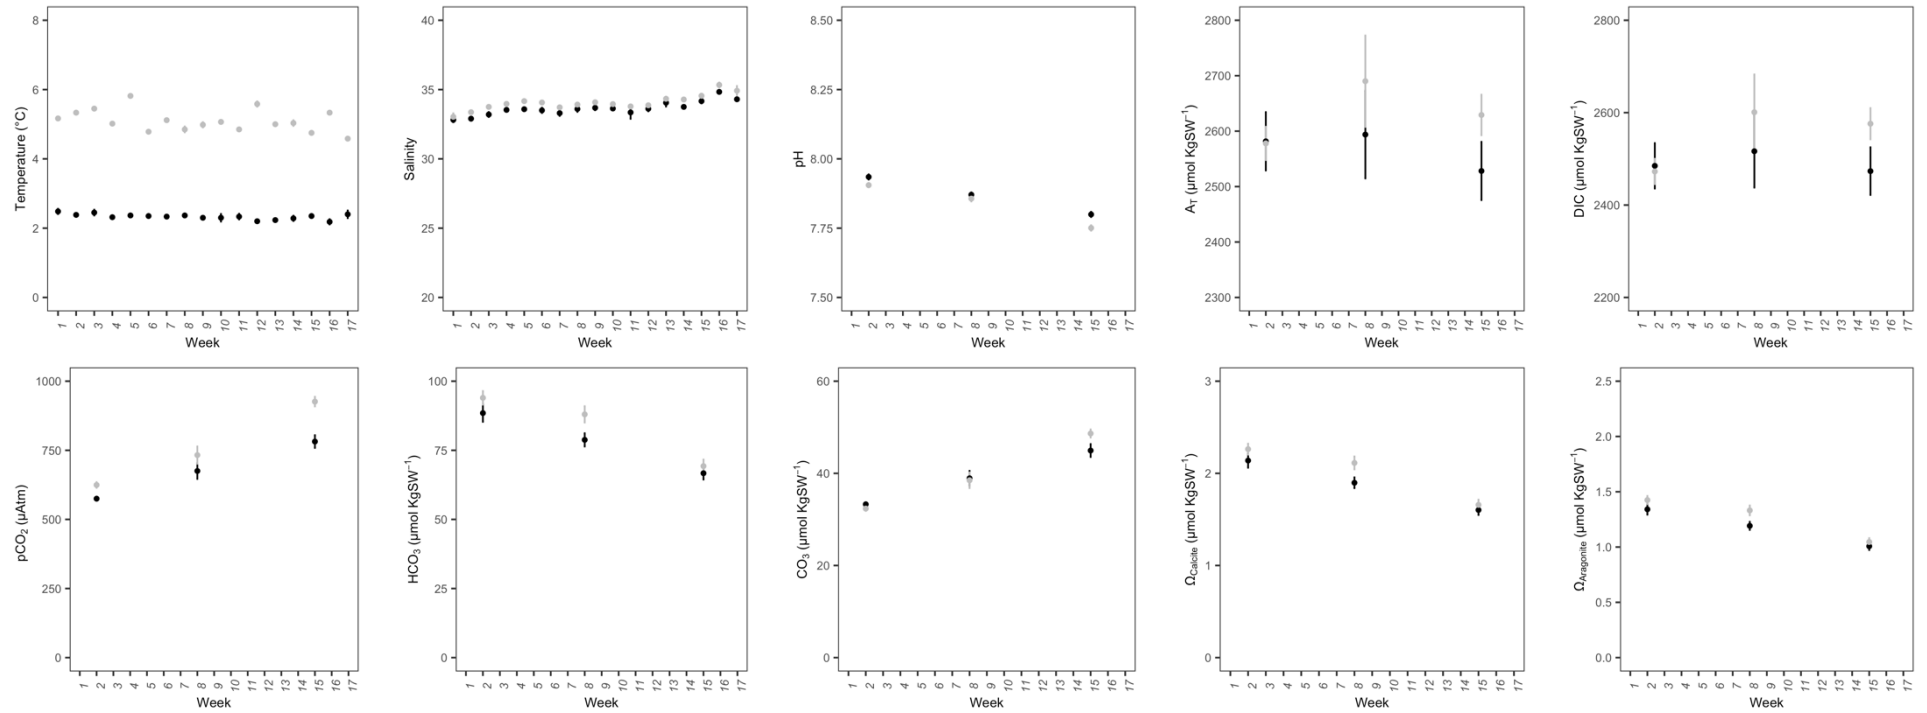 8
6
4
2
0
Temperature (°C)
1 2 3 4 5 6 7 8 9 10 11 12 13 14 15 16 17
Week
40
35
30
25
20
Salinity
1 2 3 4 5 6 7 8 9 10 11 12 13 14 15 16 17
Week
8.50
8.25
8.00
7.75
7.50
pH
1 2 3 4 5 6 7 8 9 10 11 12 13 14 15 16 17
Week
2800
2700
2600
2500
2400
2300
A_T (µmol KgSW⁻¹)
1 2 3 4 5 6 7 8 9 10 11 12 13 14 15 16 17
Week
2800
2600
2400
2200
DIC (µmol KgSW⁻¹)
1 2 3 4 5 6 7 8 9 10 11 12 13 14 15 16 17
Week
1000
750
500
250
0
pCO₂ (µAtm)
1 2 3 4 5 6 7 8 9 10 11 12 13 14 15 16 17
Week
100
75
50
25
0
HCO₃ (µmol KgSW⁻¹)
1 2 3 4 5 6 7 8 9 10 11 12 13 14 15 16 17
Week
60
40
20
0
CO₃ (µmol KgSW⁻¹)
1 2 3 4 5 6 7 8 9 10 11 12 13 14 15 16 17
Week
3
2
1
0
Ω_Calcite (µmol KgSW⁻¹)
1 2 3 4 5 6 7 8 9 10 11 12 13 14 15 16 17
Week
2.5
2.0
1.5
1.0
0.5
0.0
Ω_Aragonite (µmol KgSW⁻¹)
1 2 3 4 5 6 7 8 9 10 11 12 13 14 15 16 17
Week